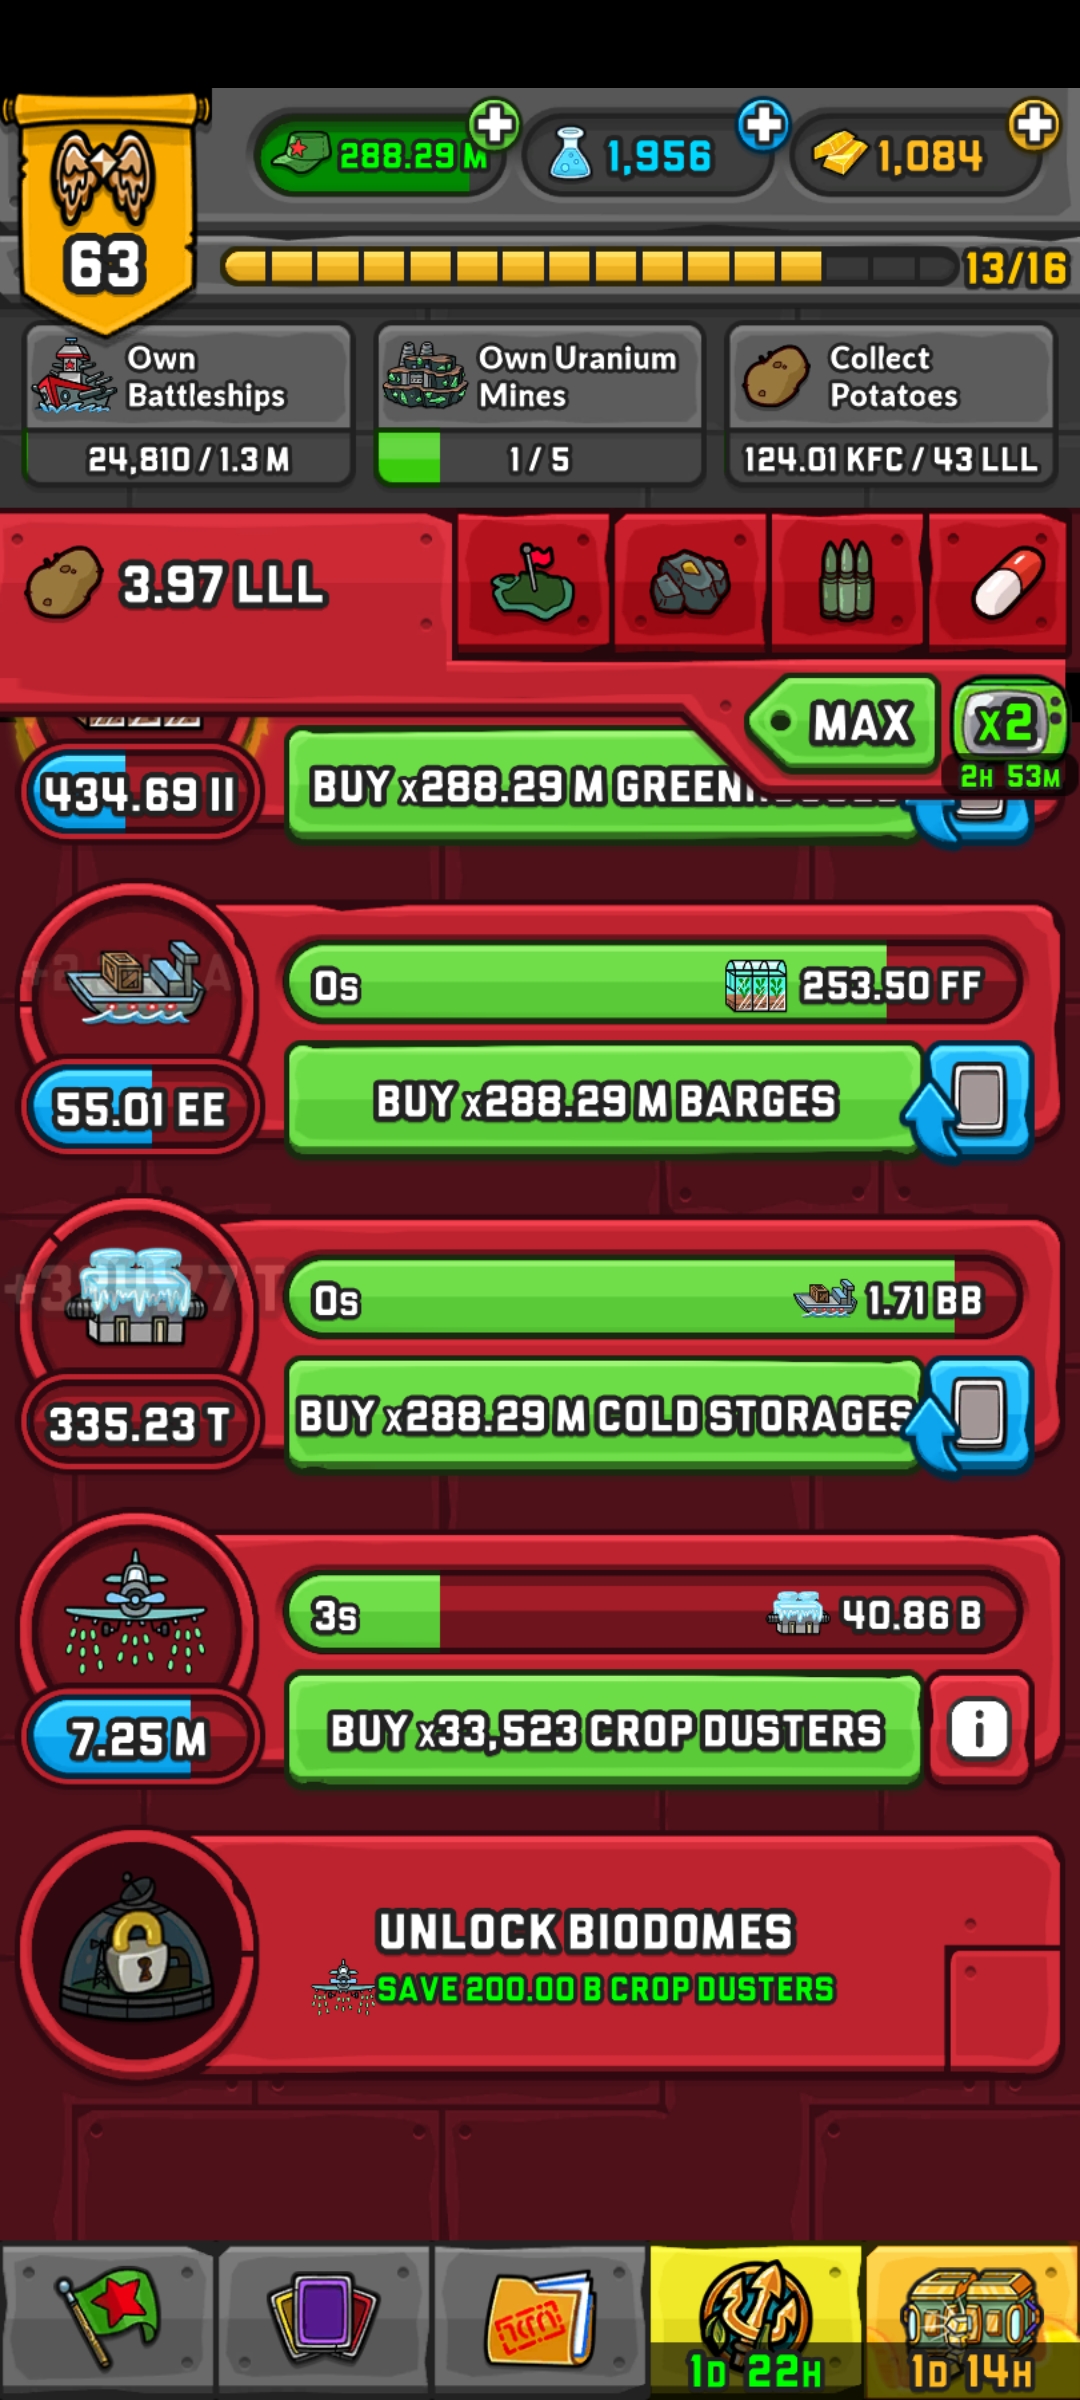 288.29 M
1,956
1,084
63
13/16
Own
Battleships
Own Uranium
Mines
Collect
Potatoes
24,810 / 1.3 M
1 / 5
124.01 KFC / 43 LLL
3.97 LLL
MAX
x2
2H 53M
434.69 II
BUY x288.29 M
0s
253.50 FF
55.01 EE
BUY x288.29 M BARGES
0s
1.71 BB
335.23 T
BUY x288.29 M COLD STORAGES
3s
40.86 B
7.25 M
BUY x33,523 CROP DUSTERS
i
UNLOCK BIODOMES
SAVE 200.00 B CROP DUSTERS
1D 22H
1D 14H